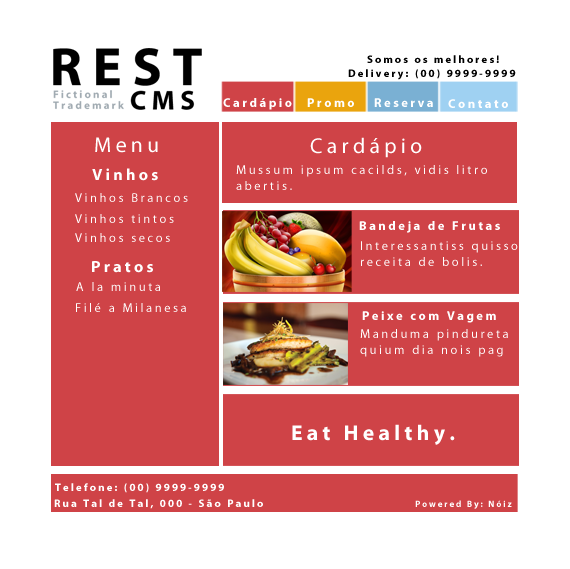 REST
Fictional
Trademark
CMS
Somos os melhores!
Delivery: (00) 9999-9999
Cardápio Promo Reserva Contato
Menu
Vinhos
Vinhos Brancos
Vinhos tintos
Vinhos secos
Pratos
A la minuta
Filé a Milanesa
Cardápio
Mussum ipsum cacilds, vidis litro
abertis.
Bandeja de Frutas
Interessantiss quisso
receita de bolis.
Peixe com Vagem
Manduma pindureta
quium dia nois pag
Eat Healthy.
Telefone: (00) 9999-9999
Rua Tal de Tal, 000 - São Paulo
Powered By: Nóiz